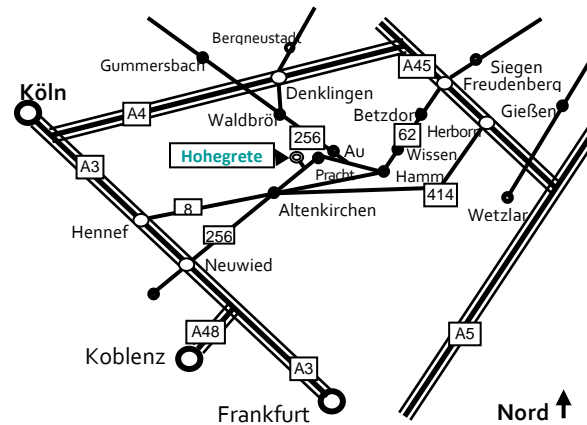 Bergneustadt
Gummersbach
A45
Siegen
Freudenberg
Köln
Denklingen
Gießen
A4
Waldbröl
Betzdorf
256
62
Herborn
Au
Hohegrete
Wissen
A3
Pracht
Hamm
414
8
Altenkirchen
Wetzlar
Hennef
256
Neuwied
A48
A5
Koblenz
A3
Frankfurt
Nord